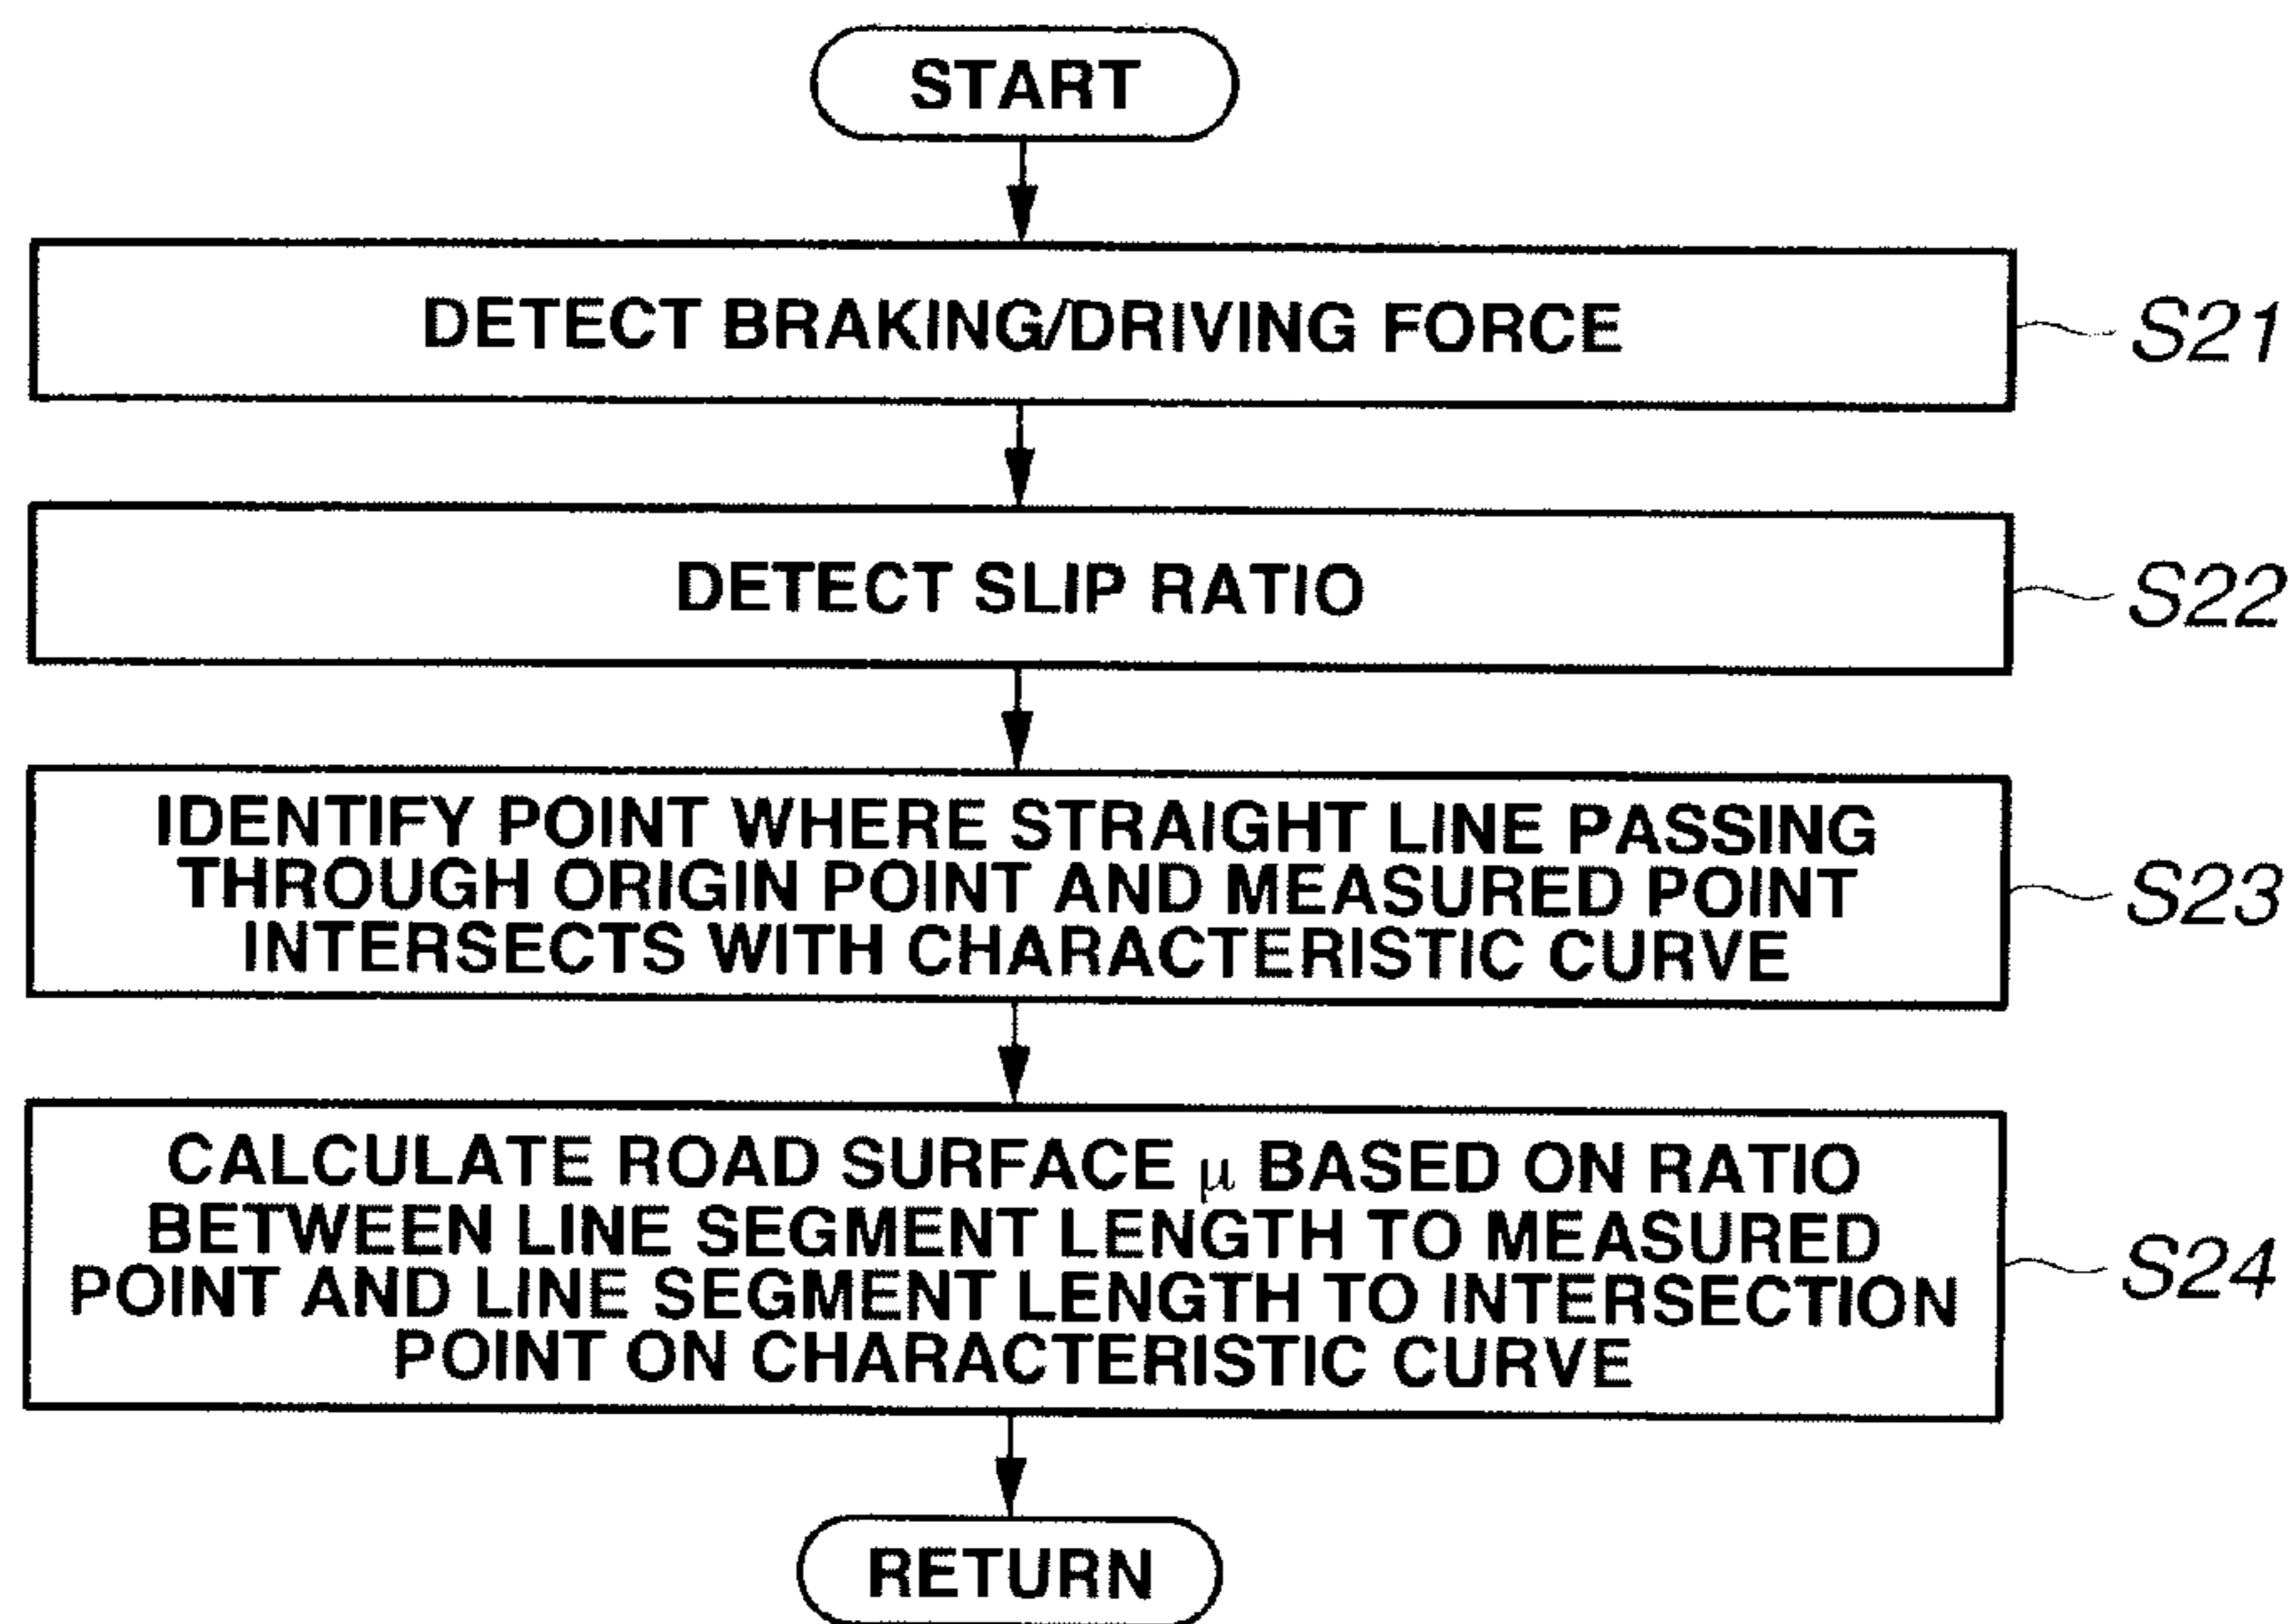 START
DETECT BRAKING/DRIVING FORCE
S21
DETECT SLIP RATIO
S22
IDENTIFY POINT WHERE STRAIGHT LINE PASSING
THROUGH ORIGIN POINT AND MEASURED POINT
INTERSECTS WITH CHARACTERISTIC CURVE
S23
CALCULATE ROAD SURFACE μ BASED ON RATIO
BETWEEN LINE SEGMENT LENGTH TO MEASURED
POINT AND LINE SEGMENT LENGTH TO INTERSECTION
POINT ON CHARACTERISTIC CURVE
S24
RETURN